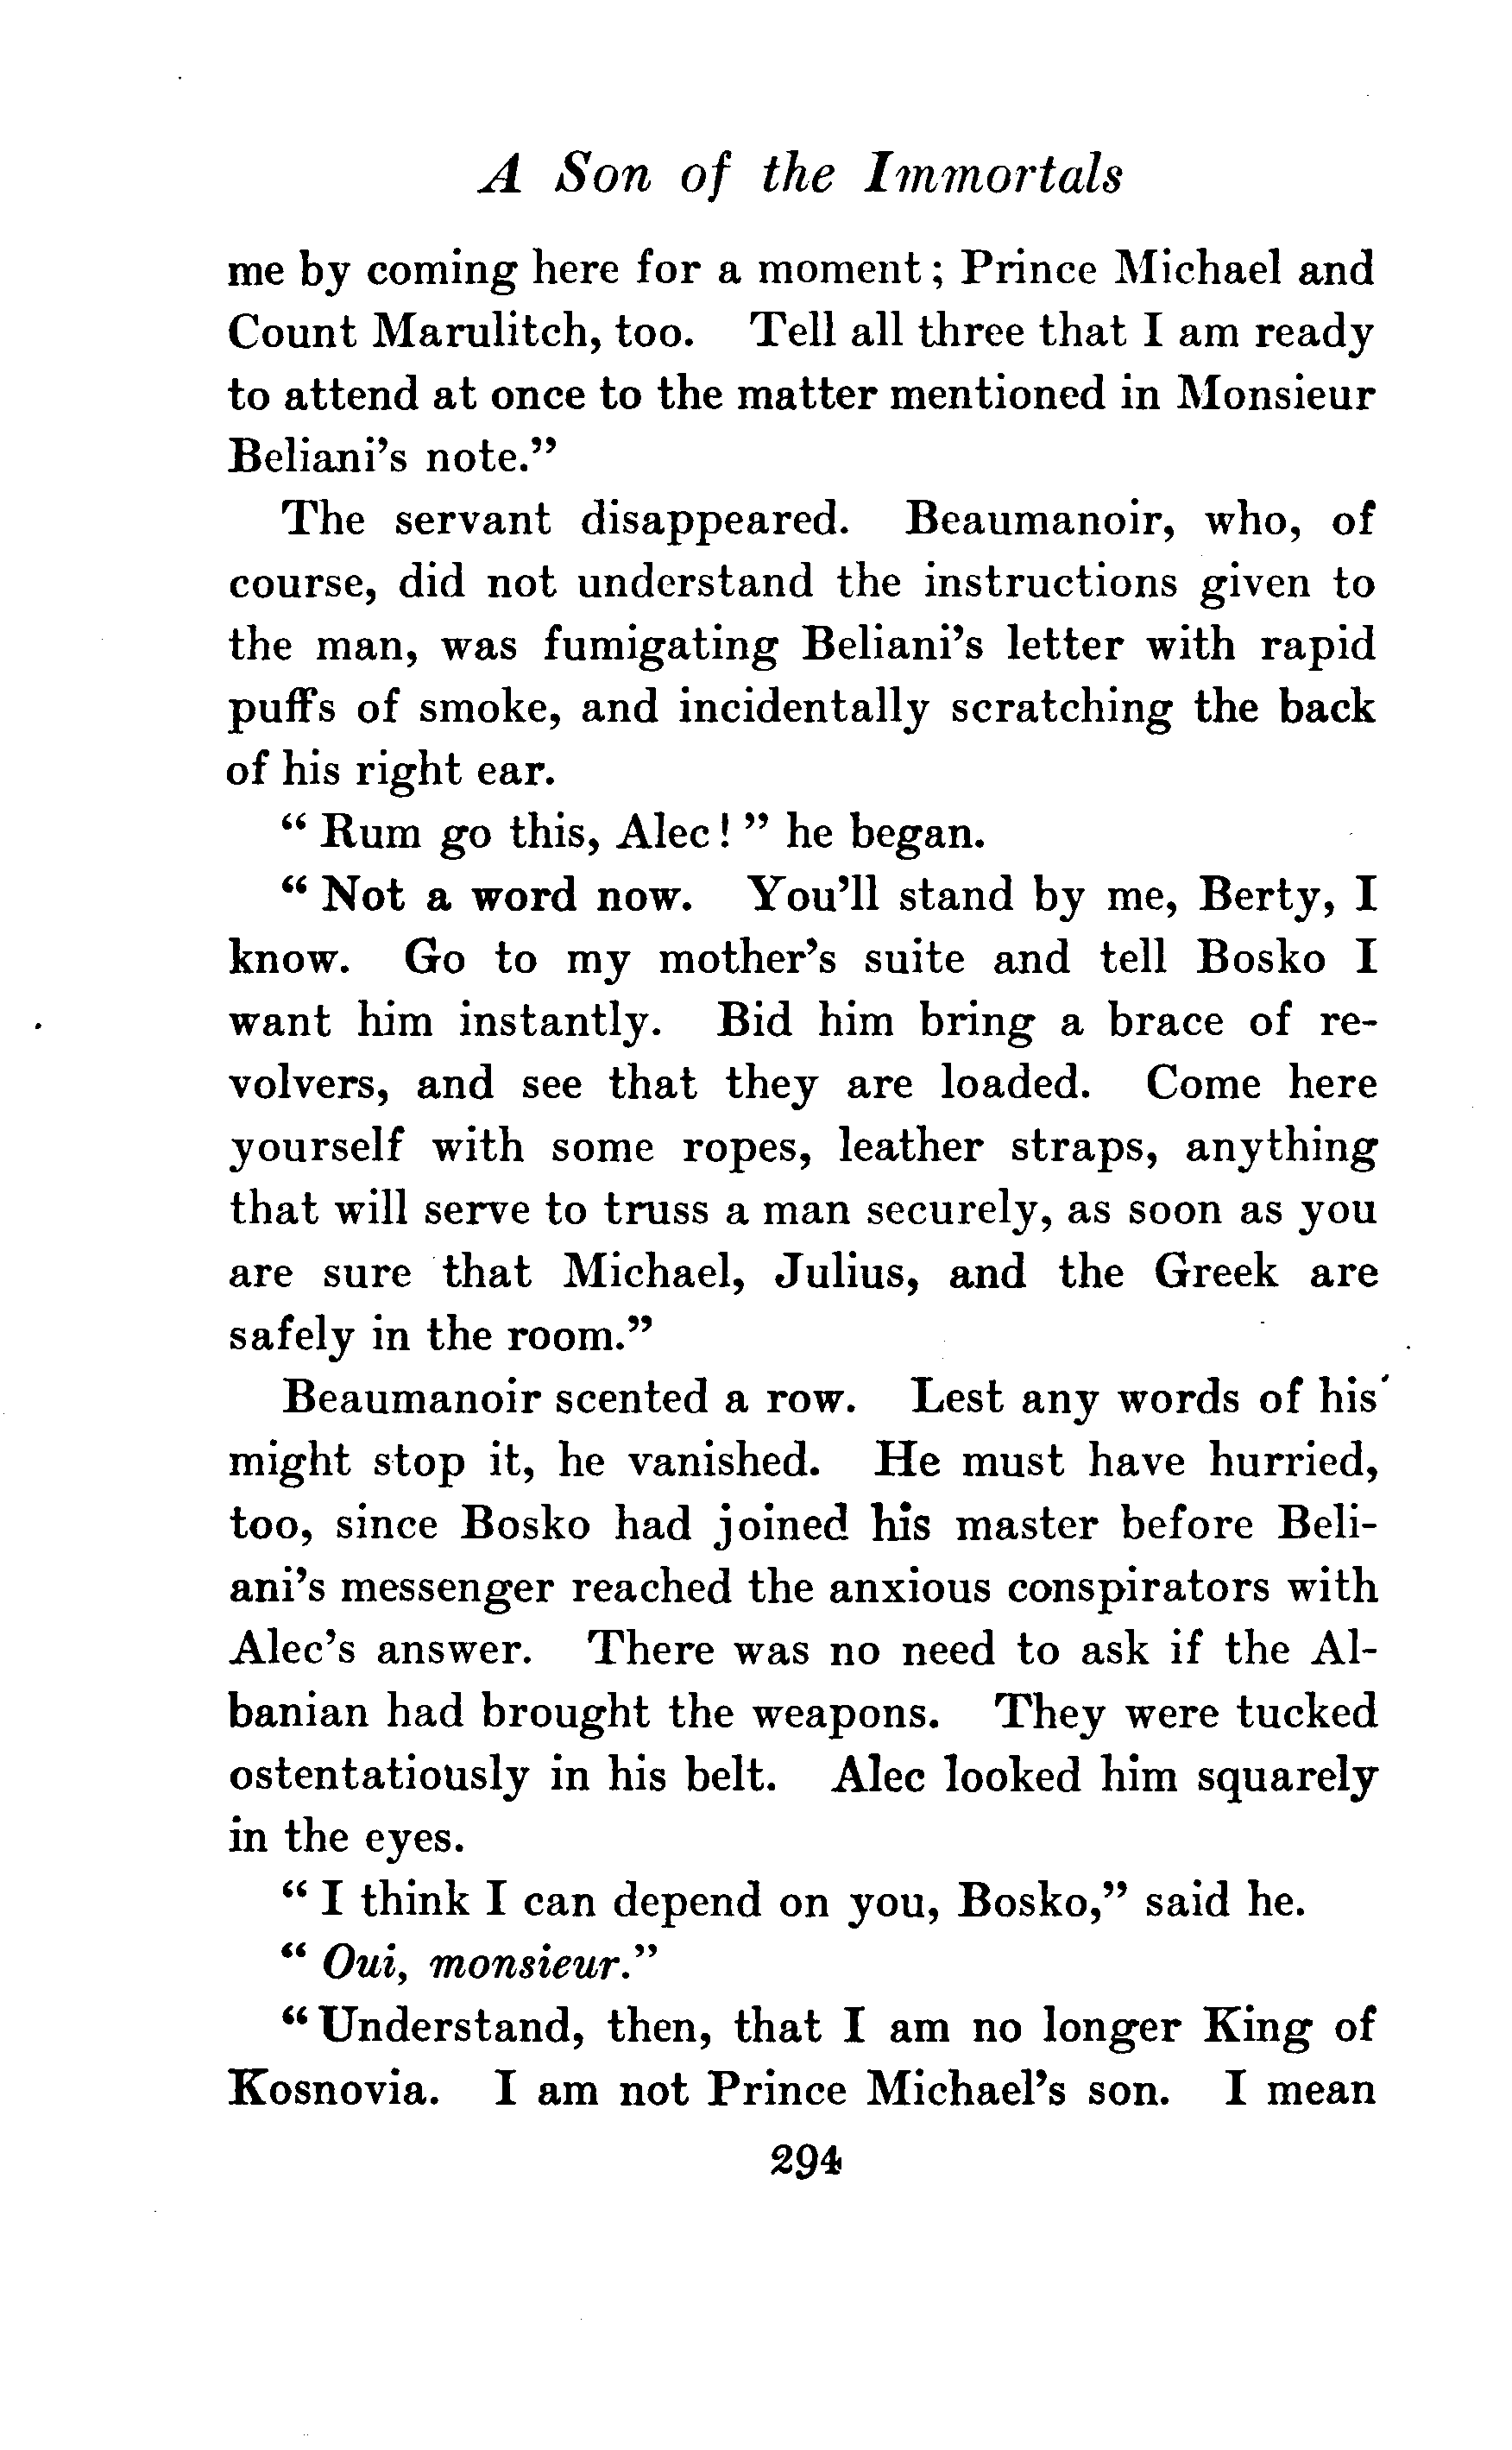 A Son of the Immortals
me by coming here for a moment; Prince Michael and
Count Marulitch, too. Tell all three that I am ready
to attend at once to the matter mentioned in Monsieur
Beliani's note."
The servant disappeared. Beaumanoir, who, of
course, did not understand the instructions given to
the man, was fumigating Beliani's letter with rapid
puffs of smoke, and incidentally scratching the back
of his right ear.
"Rum go this, Alec!" he began.
"Not a word now. You'll stand by me, Berty, I
know. Go to my mother's suite and tell Bosko I
want him instantly. Bid him bring a brace of re-
volvers, and see that they are loaded. Come here
yourself with some ropes, leather straps, anything
that will serve to truss a man securely, as soon as you
are sure that Michael, Julius, and the Greek are
safely in the room."
Beaumanoir scented a row. Lest any words of his
might stop it, he vanished. He must have hurried,
too, since Bosko had joined his master before Beli-
ani's messenger reached the anxious conspirators with
Alec's answer. There was no need to ask if the Al-
banian had brought the weapons. They were tucked
ostentatiously in his belt. Alec looked him squarely
in the eyes.
"I think I can depend on you, Bosko," said he.
"Oui, monsieur."
"Understand, then, that I am no longer King of
Kosnovia. I am not Prince Michael's son. I mean
294